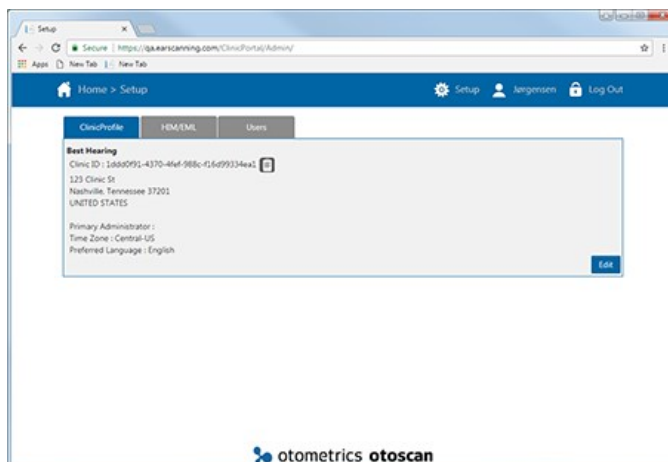 Setup
Secure | https://qa.earscanning.com/ClinicPortal/Admin/
Apps New Tab New Tab
Home > Setup Setup Jørgensen Log Out
ClinicProfile HIM/EML Users
Best Hearing
Clinic ID : 1ddd0f91-4370-4fef-988c-f16d99334ea1
123 Clinic St
Nashville, Tennessee 37201
UNITED STATES
Primary Administrator :
Time Zone : Central-US
Preferred Language : English
Edit
otometrics otoscan